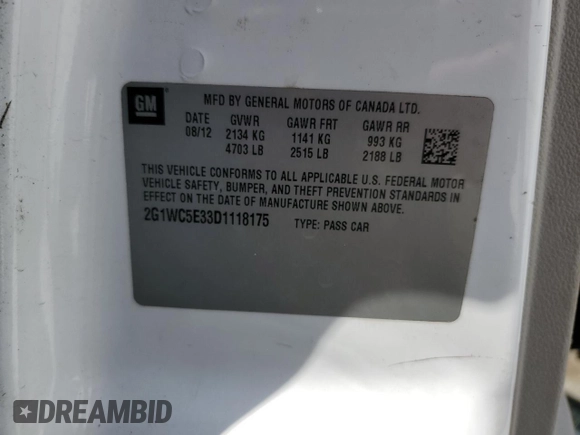 GM
MFD BY GENERAL MOTORS OF CANADA LTD.
DATE GVWR GAWR FRT GAWR RR
08/12 2134 KG 1141 KG 993 KG
4703 LB 2515 LB 2188 LB
THIS VEHICLE CONFORMS TO ALL APPLICABLE U.S. FEDERAL MOTOR
VEHICLE SAFETY, BUMPER, AND THEFT PREVENTION STANDARDS
IN EFFECT ON THE DATE OF MANUFACTURE SHOWN ABOVE.
2G1WC5E33D1118175 TYPE: PASS CAR
DREAMBID